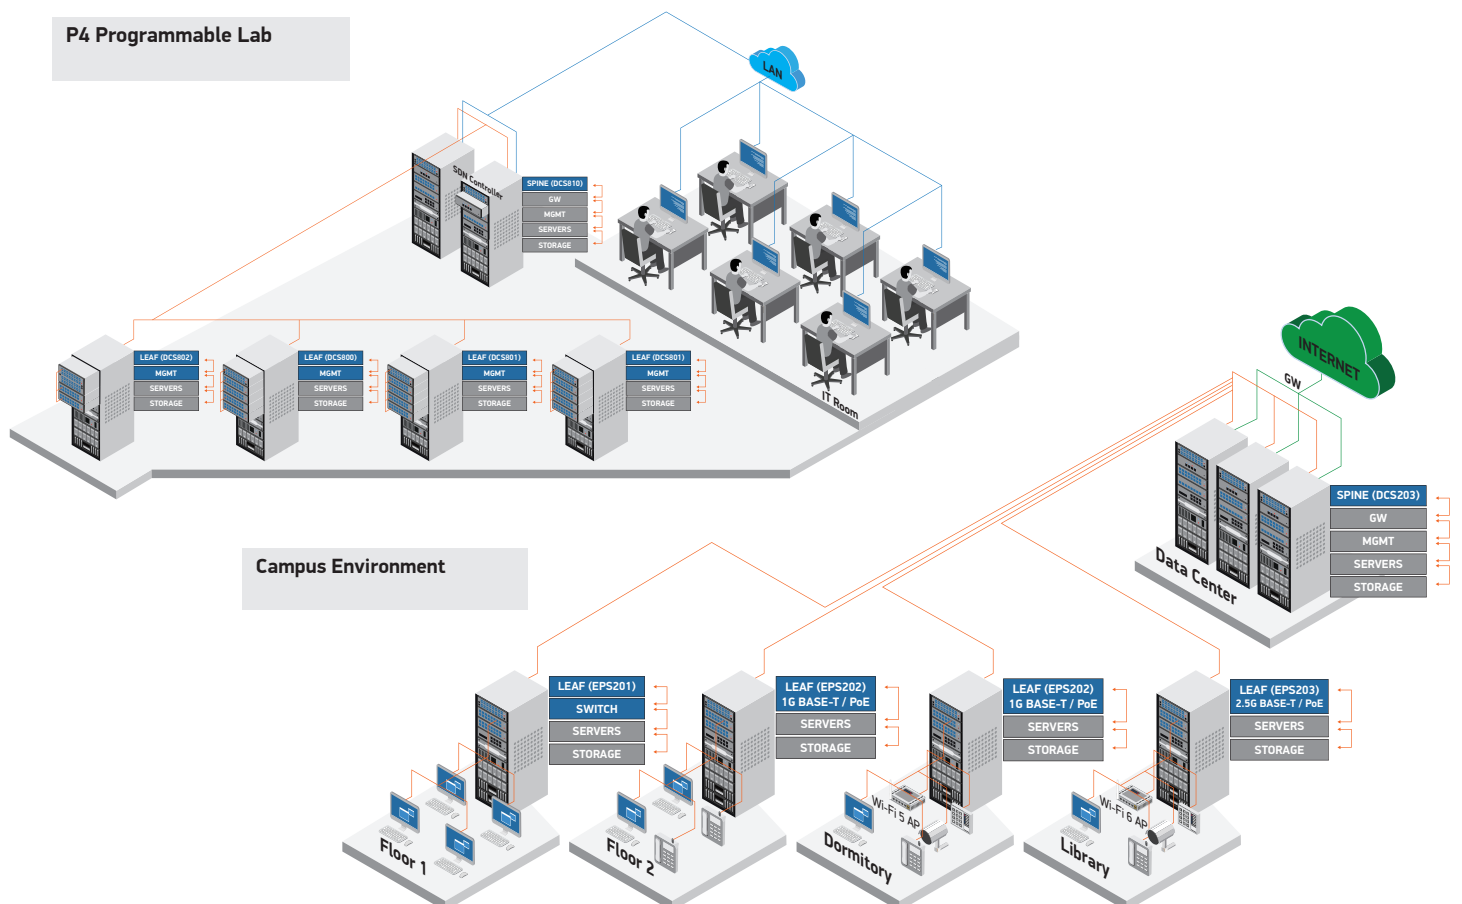 P4 Programmable Lab
LAN
SDN Controller
SPINE (DCS810)
GW
MGMT
SERVERS
STORAGE
LEAF (DCS802)
MGMT
SERVERS
STORAGE
LEAF (DCS800)
MGMT
SERVERS
STORAGE
LEAF (DCS801)
MGMT
SERVERS
STORAGE
LEAF (DCS801)
MGMT
SERVERS
STORAGE
IT Room
INTERNET
GW
SPINE (DCS203)
GW
MGMT
SERVERS
STORAGE
Data Center
Campus Environment
LEAF (EPS201)
SWITCH
SERVERS
STORAGE
Floor 1
LEAF (EPS202)
1G BASE-T / PoE
SERVERS
STORAGE
Floor 2
LEAF (EPS202)
1G BASE-T / PoE
SERVERS
STORAGE
Wi-Fi 5 AP
Dormitory
LEAF (EPS203)
2.5G BASE-T / PoE
SERVERS
STORAGE
Wi-Fi 6 AP
Library